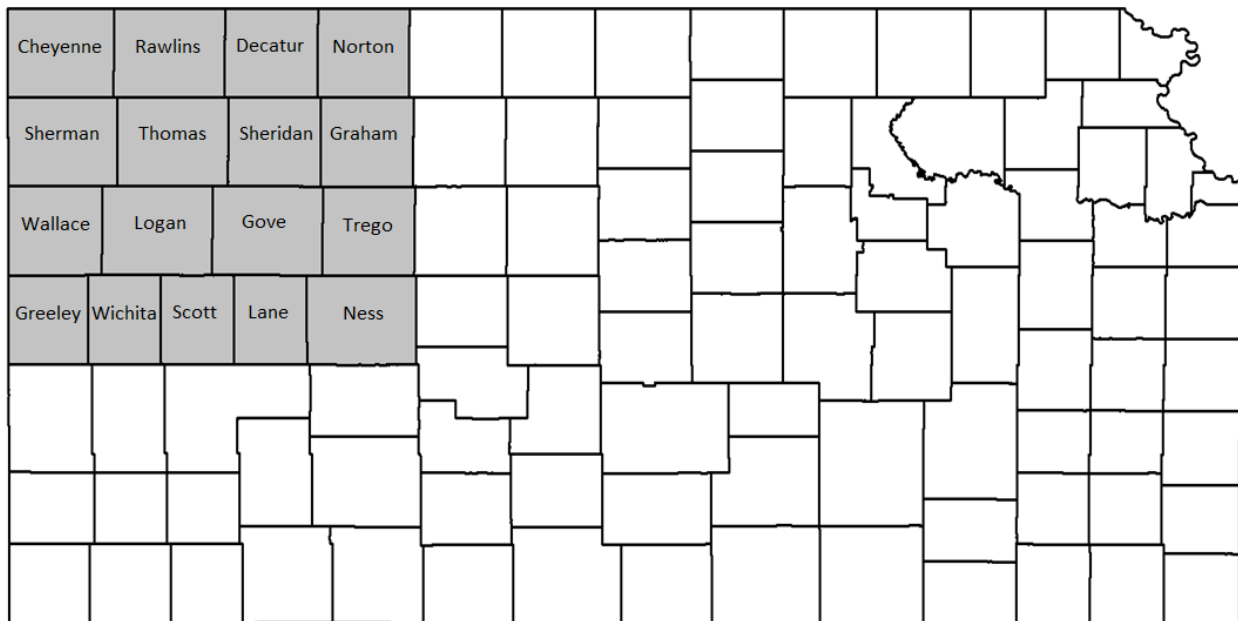 Cheyenne Rawlins Decatur Norton
Sherman Thomas Sheridan Graham
Wallace Logan Gove Trego
Greeley Wichita Scott Lane Ness